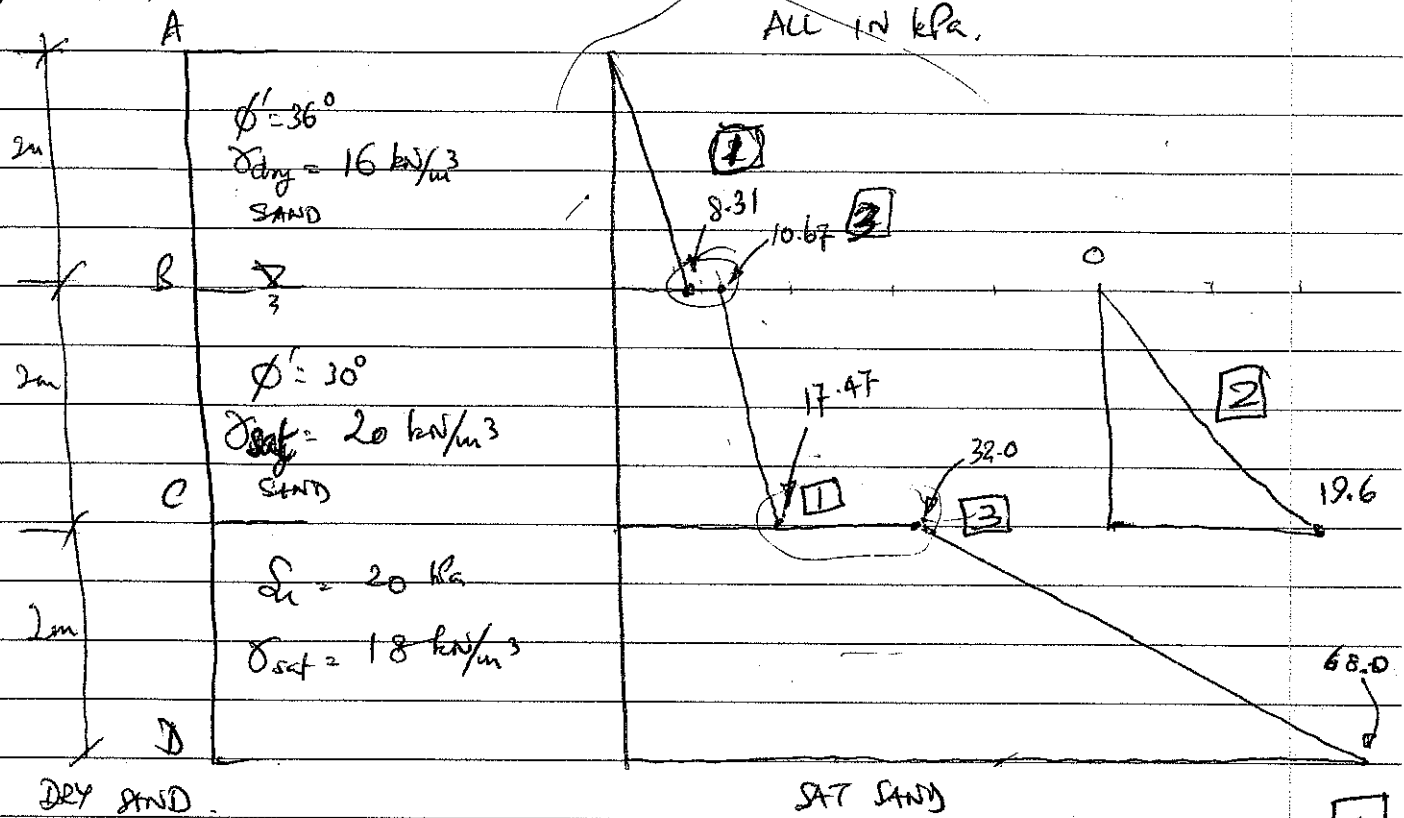 A
ALL IN kPa.
2m
ϕ' = 36°
γdry = 16 kN/m³
SAND
1
8.31
10.67 3
B
0
2m
ϕ' = 30°
γsat = 20 kN/m³
SAND
17.47
2
C
1
32.0
3
19.6
2m
Su = 20 kPa
γsat = 18 kN/m³
68.0
D
DRY SAND.
SAT SAND